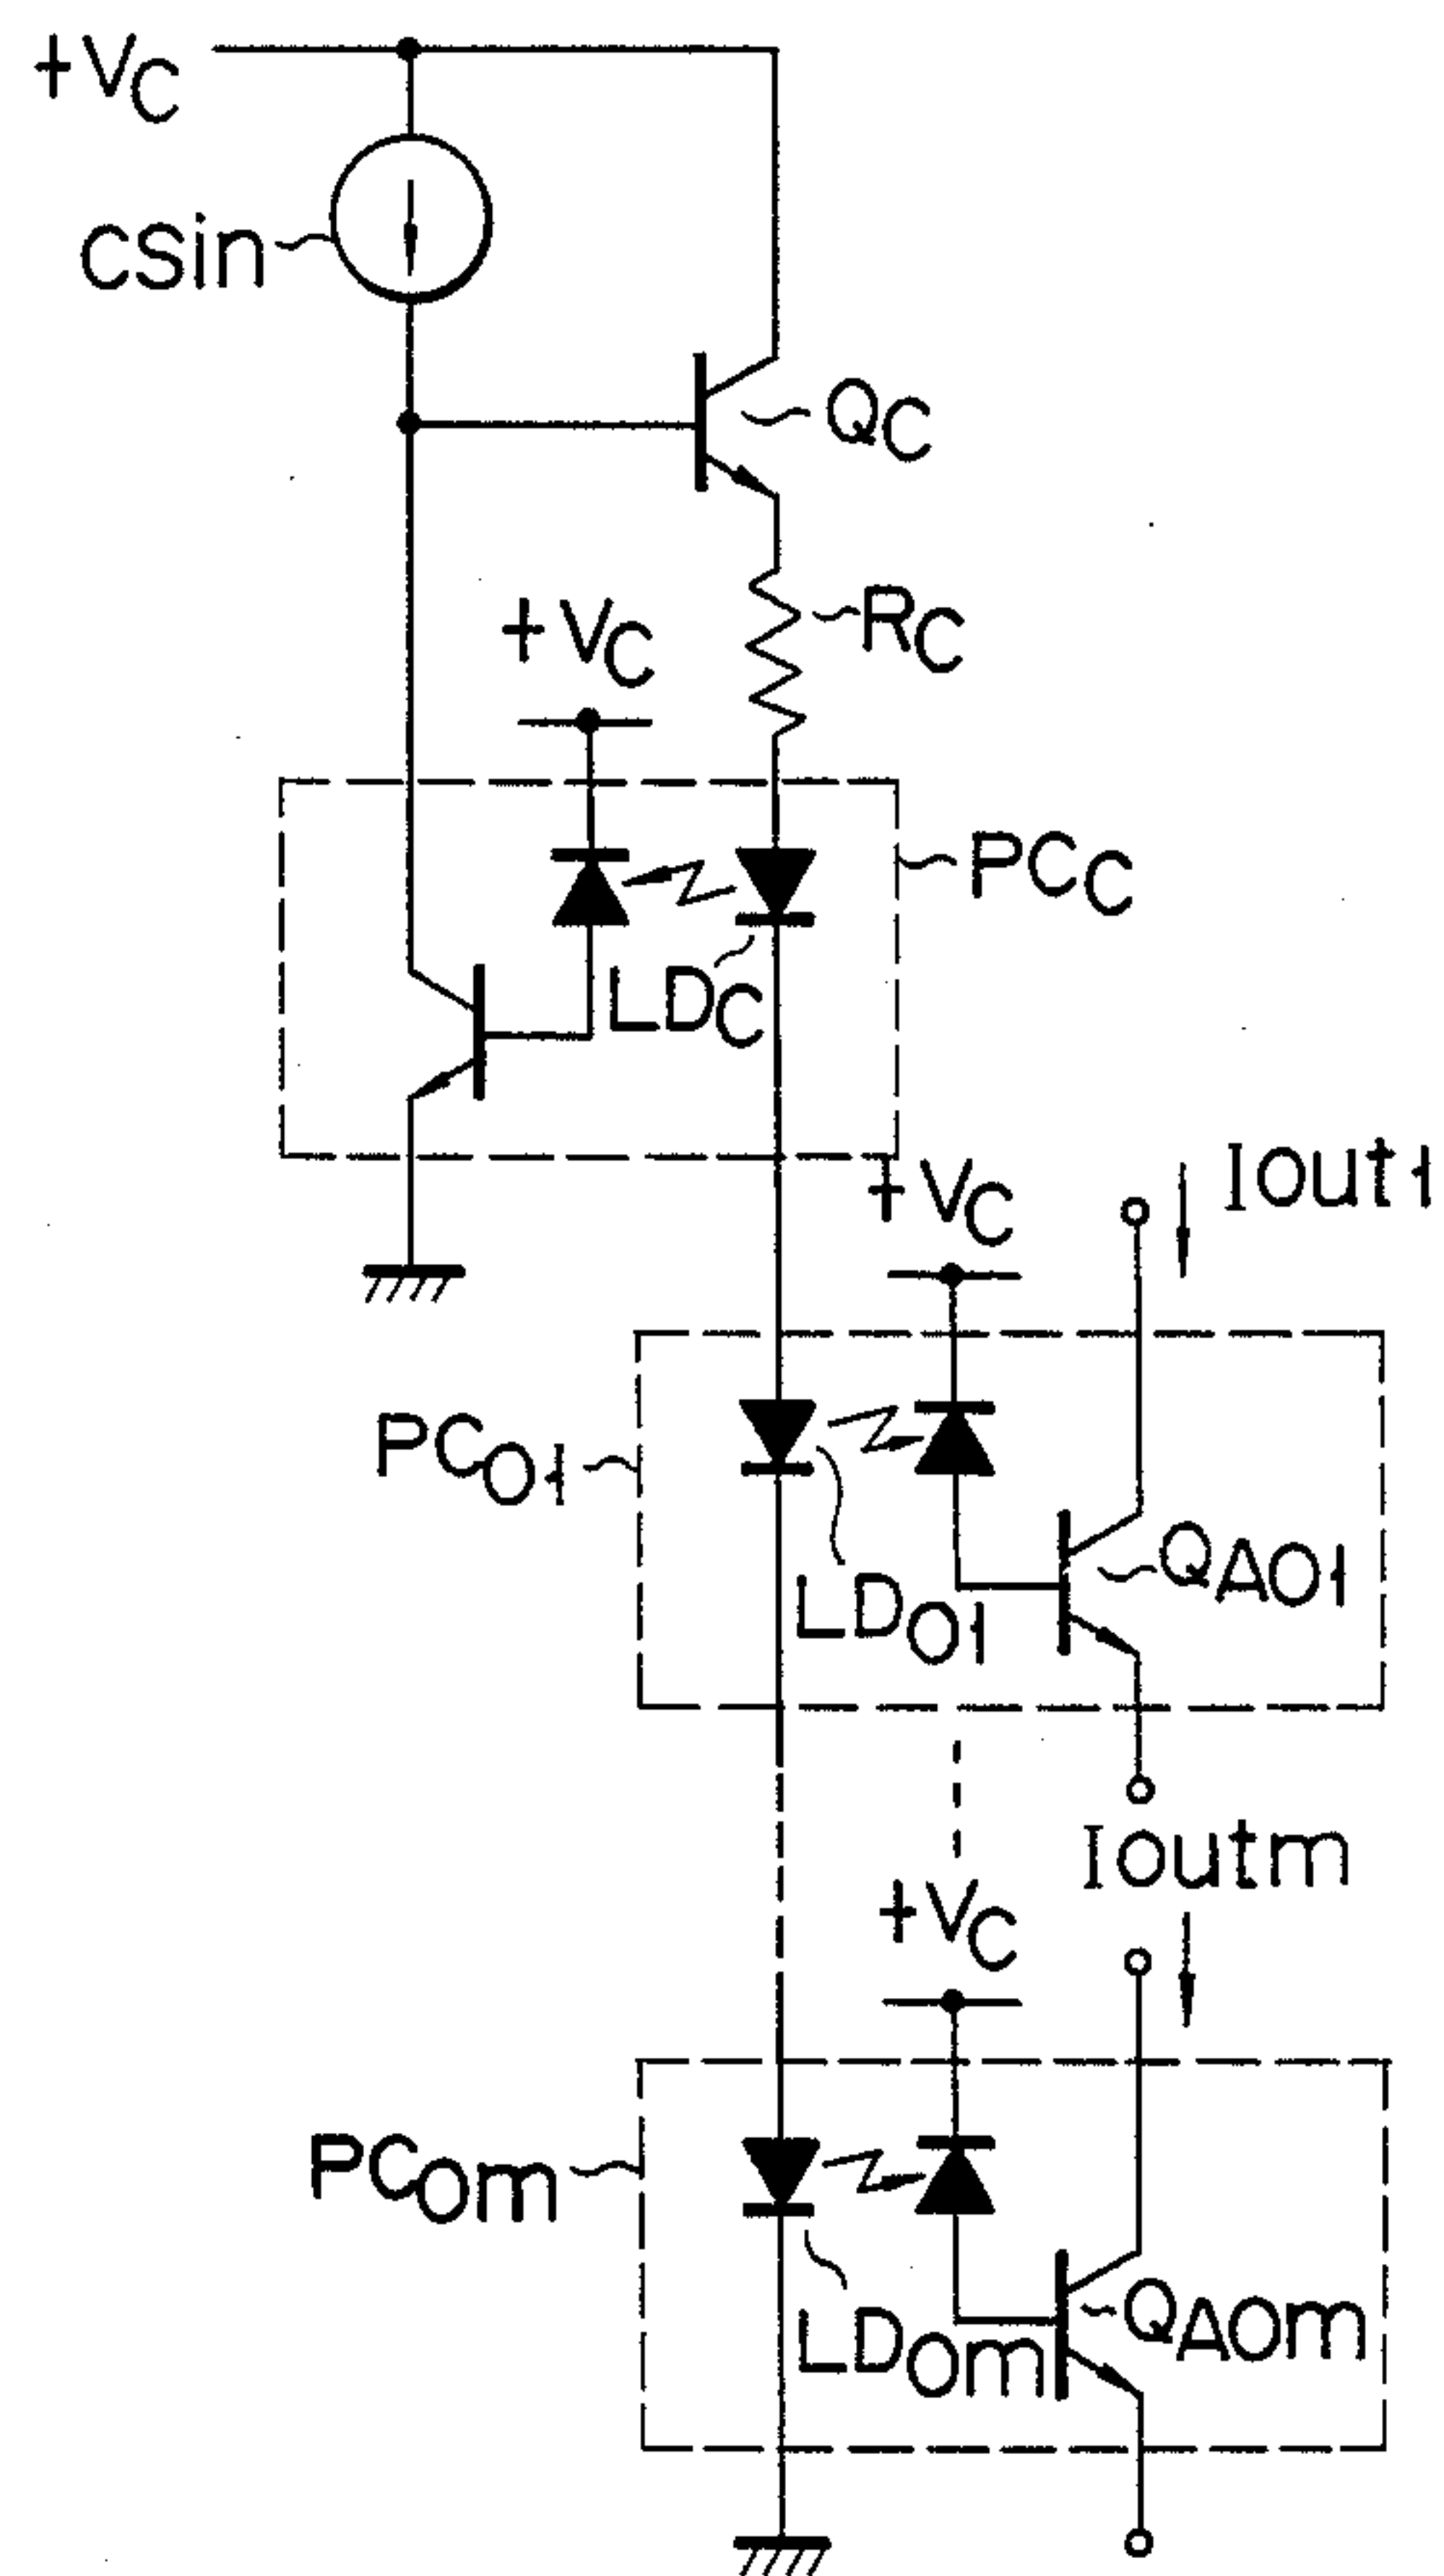 +VC
CSin
QC
RC
+VC
PCC
LDC
Iout1
+VC
PCO1
QAO1
LDO1
Ioutm
+VC
PCOm
QAOm
LDOm